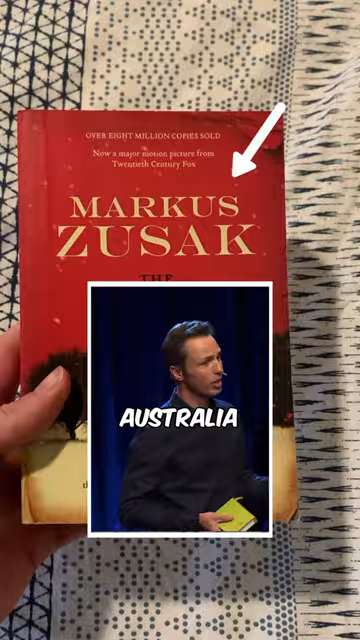 OVER EIGHT MILLION COPIES SOLD
Now a major motion picture from
Twentieth Century Fox
MARKUS
ZUSAK
THE
AUSTRALIA